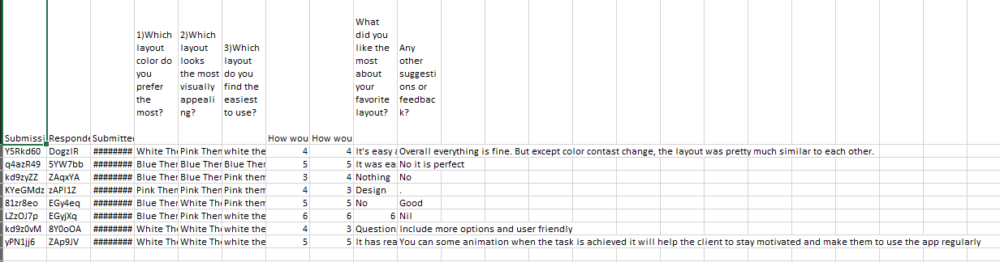 What
did you
1)Which 2)Which like the
layout layout 3)Which most Any
color do looks layout about other
you the most do you your suggesti
prefer visually find the favorite ons or
the appeali easiest layout? feedbac
most? ng? to use? k?
Submissi Responde Submitte How wou How wou
Y5Rkd60 DogzIR ######## White The Pink Them white the 4 4 It's easy a Overall everything is fine. But except color contast change, the layout was pretty much similar to each other.
q4azR49 5YW7bb ######## Blue Ther Blue Ther Blue Ther 5 5 It was ea No it is perfect
kd9zyZZ ZAqxYA ######## Blue Ther Blue Ther Pink them 3 4 Nothing No
KYeGMdz zAPI1Z ######## Pink Then Pink Then Pink them 4 3 Design .
81zr8eo EGy4eq ######## Blue Ther White Th Pink them 5 5 No Good
LZzOJ7p EGyjXq ######## Blue Ther Pink Then white the 6 6 6 Nil
kd9z0vM 8Y0oOA ######## White Th White Th white the 4 3 Question Include more options and user friendly
yPN1jj6 ZAp9JV ######## White Th White Th white the 5 5 It has rea You can some animation when the task is achieved it will help the client to stay motivated and make them to use the app regularly